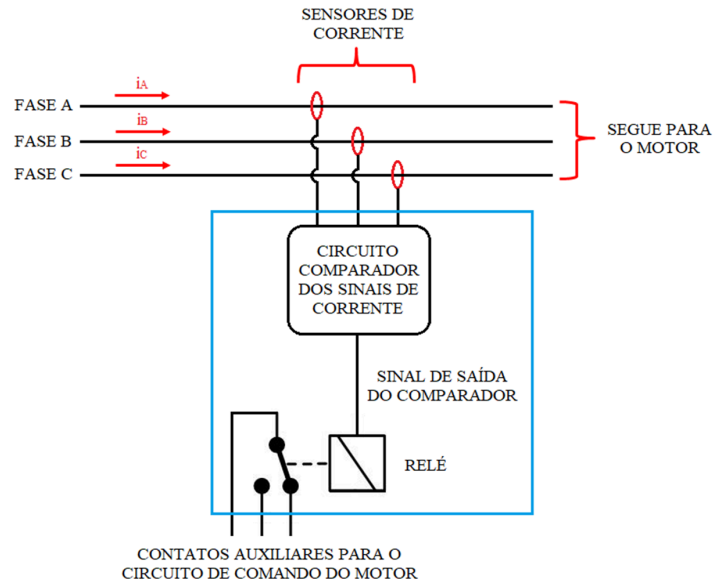 SENSORES DE
CORRENTE
iA
FASE A
iB
FASE B
iC
FASE C
SEGUE PARA
O MOTOR
CIRCUITO
COMPARADOR
DOS SINAIS DE
CORRENTE
SINAL DE SAÍDA
DO COMPARADOR
RELÉ
CONTATOS AUXILIARES PARA O
CIRCUITO DE COMANDO DO MOTOR